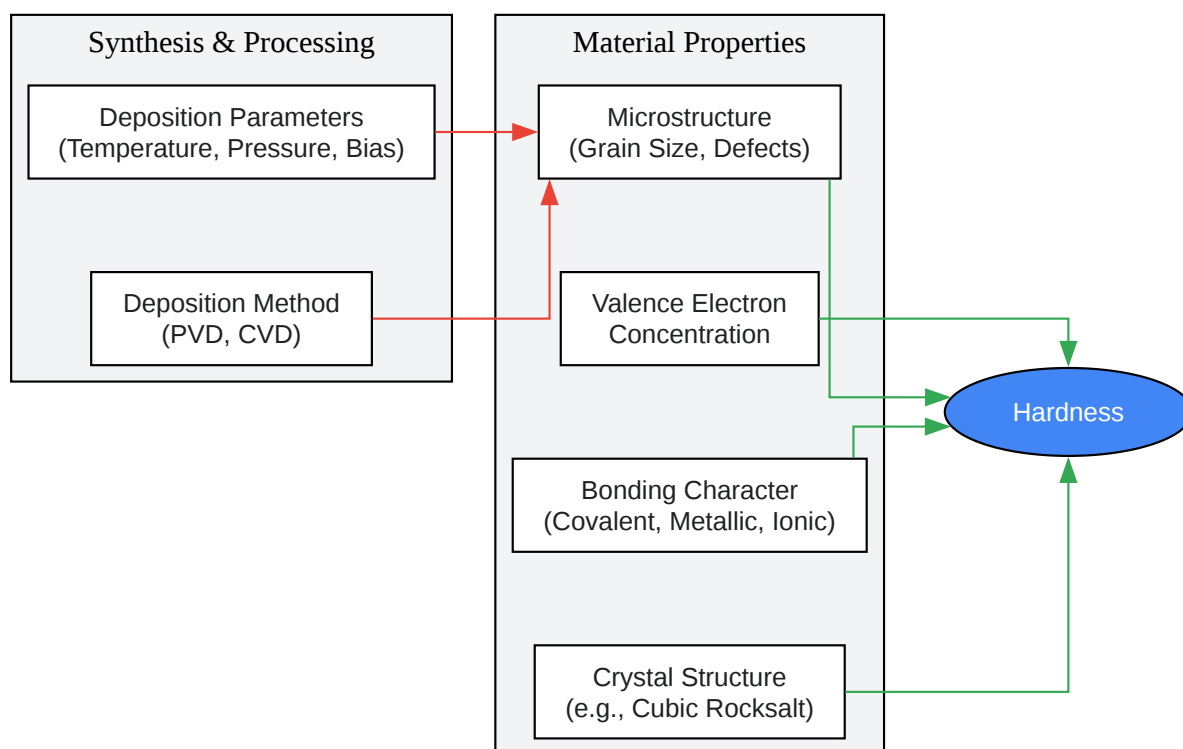 Synthesis & Processing
Deposition Parameters
(Temperature, Pressure, Bias)
Deposition Method
(PVD, CVD)
Material Properties
Microstructure
(Grain Size, Defects)
Valence Electron
Concentration
Bonding Character
(Covalent, Metallic, Ionic)
Crystal Structure
(e.g., Cubic Rocksalt)
Hardness